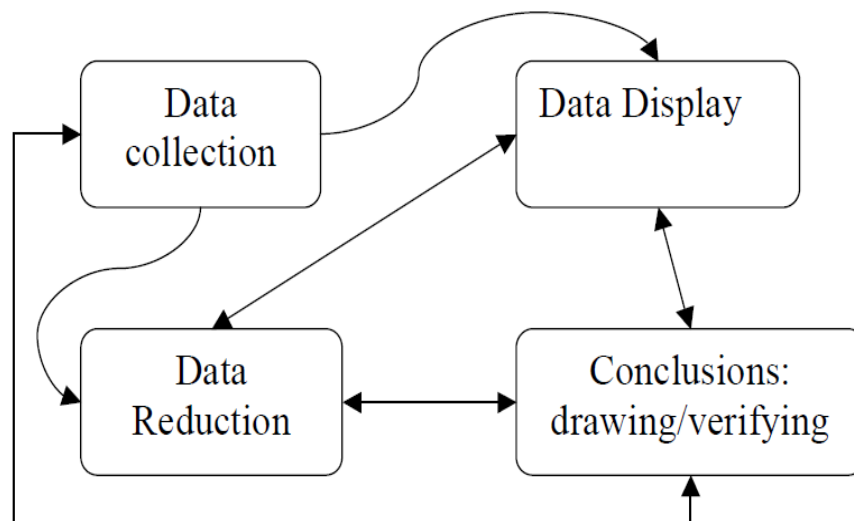 Data
collection
Data Display
Data
Reduction
Conclusions:
drawing/verifying